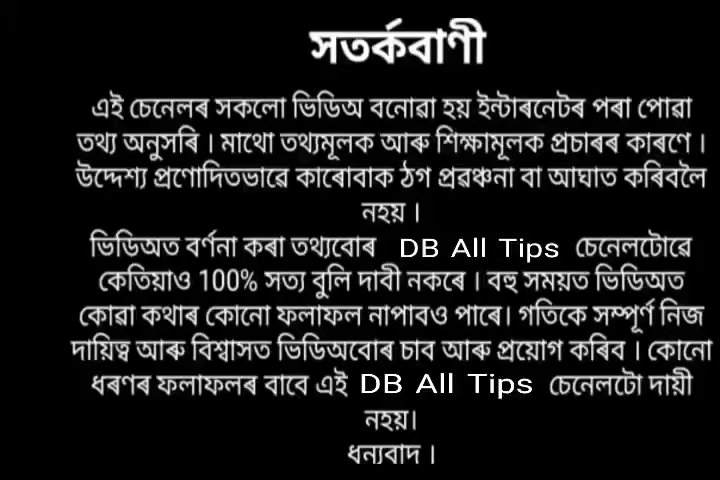 সতৰ্কবাণী
এই চেনেলৰ সকলো ভিডিঅ বনোৱা হয় ইন্টাৰনেটৰ পৰা পোৱা
তথ্য অনুসৰি । মাথো তথ্যমূলক আৰু শিক্ষামূলক প্ৰচাৰৰ কাৰণে ।
উদ্দেশ্য প্ৰণোদিতভাৱে কাৰোবাক ঠগ প্ৰৱঞ্চনা বা আঘাত কৰিবলৈ
নহয় ।
ভিডিঅত বৰ্ণনা কৰা তথ্যবোৰ DB All Tips চেনেলটোৱে
কেতিয়াও 100% সত্য বুলি দাবী নকৰে । বহু সময়ত ভিডিঅত
কোৱা কথাৰ কোনো ফলাফল নাপাবও পাৰে। গতিকে সম্পূৰ্ণ নিজ
দায়িত্ব আৰু বিশ্বাসত ভিডিঅবোৰ চাব আৰু প্ৰয়োগ কৰিব । কোনো
ধৰণৰ ফলাফলৰ বাবে এই DB All Tips চেনেলটো দায়ী
নহয়।
ধন্যবাদ ।